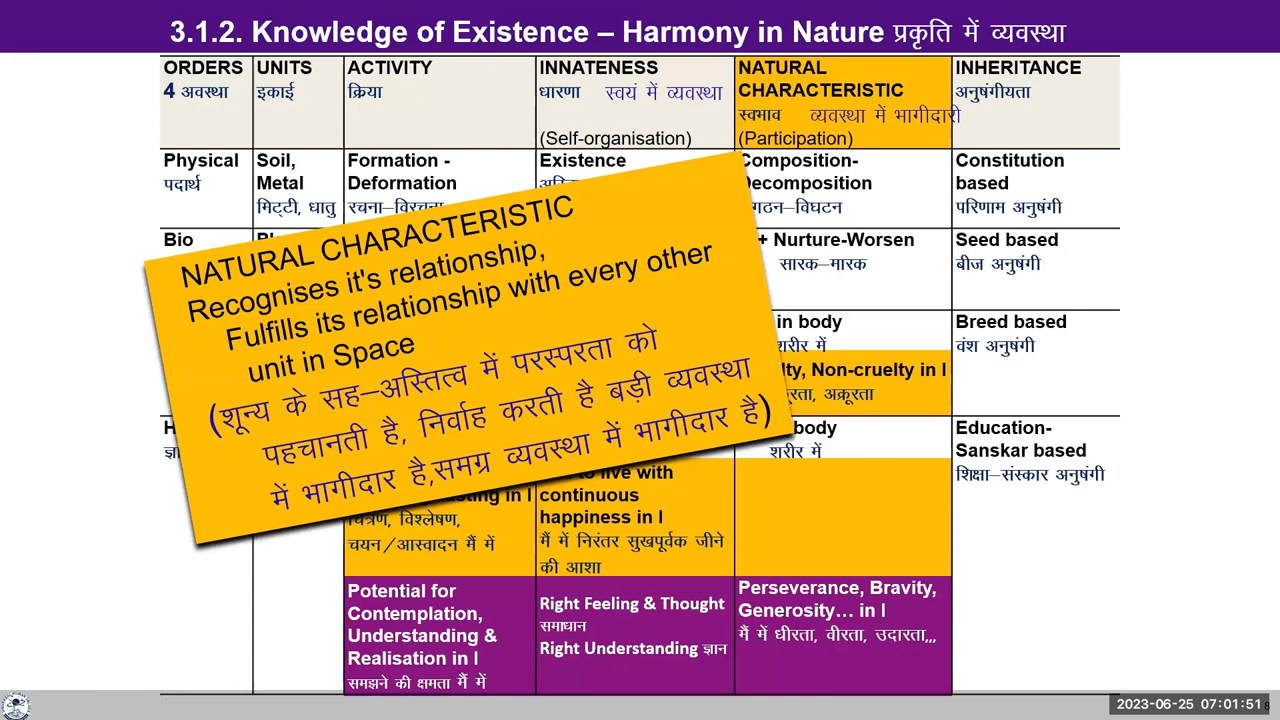 3.1.2. Knowledge of Existence – Harmony in Nature प्रकृति में व्यवस्था
ORDERS
4 अवस्था
UNITS
इकाई
ACTIVITY
क्रिया
INNATENESS
धारणा स्वयं में व्यवस्था
(Self-organisation)
NATURAL
CHARACTERISTIC
स्वभाव व्यवस्था में भागीदारी
(Participation)
INHERITANCE
अनुषंगीयता
Physical
पदार्थ
Soil,
Metal
मिट्टी, धातु
Formation -
Deformation
रचना–विरचना
Existence
Composition-
Decomposition
गठन–विघटन
Constitution
based
परिणाम अनुषंगी
Bio
+ Nurture-Worsen
सारक–मारक
Seed based
बीज अनुषंगी
in body
शरीर में
Non-cruelty in I
अक्रूरता
Breed based
वंश अनुषंगी
NATURAL CHARACTERISTIC
Recognises it's relationship,
Fulfills its relationship with every other
unit in Space
(शून्य के सह–अस्तित्व में परस्परता को
पहचानती है, निर्वाह करती है बड़ी व्यवस्था
में भागीदार है,समग्र व्यवस्था में भागीदार है)
body
शरीर में
Education-
Sanskar based
शिक्षा–संस्कार अनुषंगी
in I
चित्रण, विश्लेषण,
चयन/आस्वादन मैं में
to live with
continuous
happiness in I
मैं में निरंतर सुखपूर्वक जीने
की आशा
Potential for
Contemplation,
Understanding &
Realisation in I
समझने की क्षमता मैं में
Right Feeling & Thought
समाधान
Right Understanding ज्ञान
Perseverance, Bravity,
Generosity… in I
मैं में धीरता, वीरता, उदारता,,,
2023-06-25 07:01:51
8